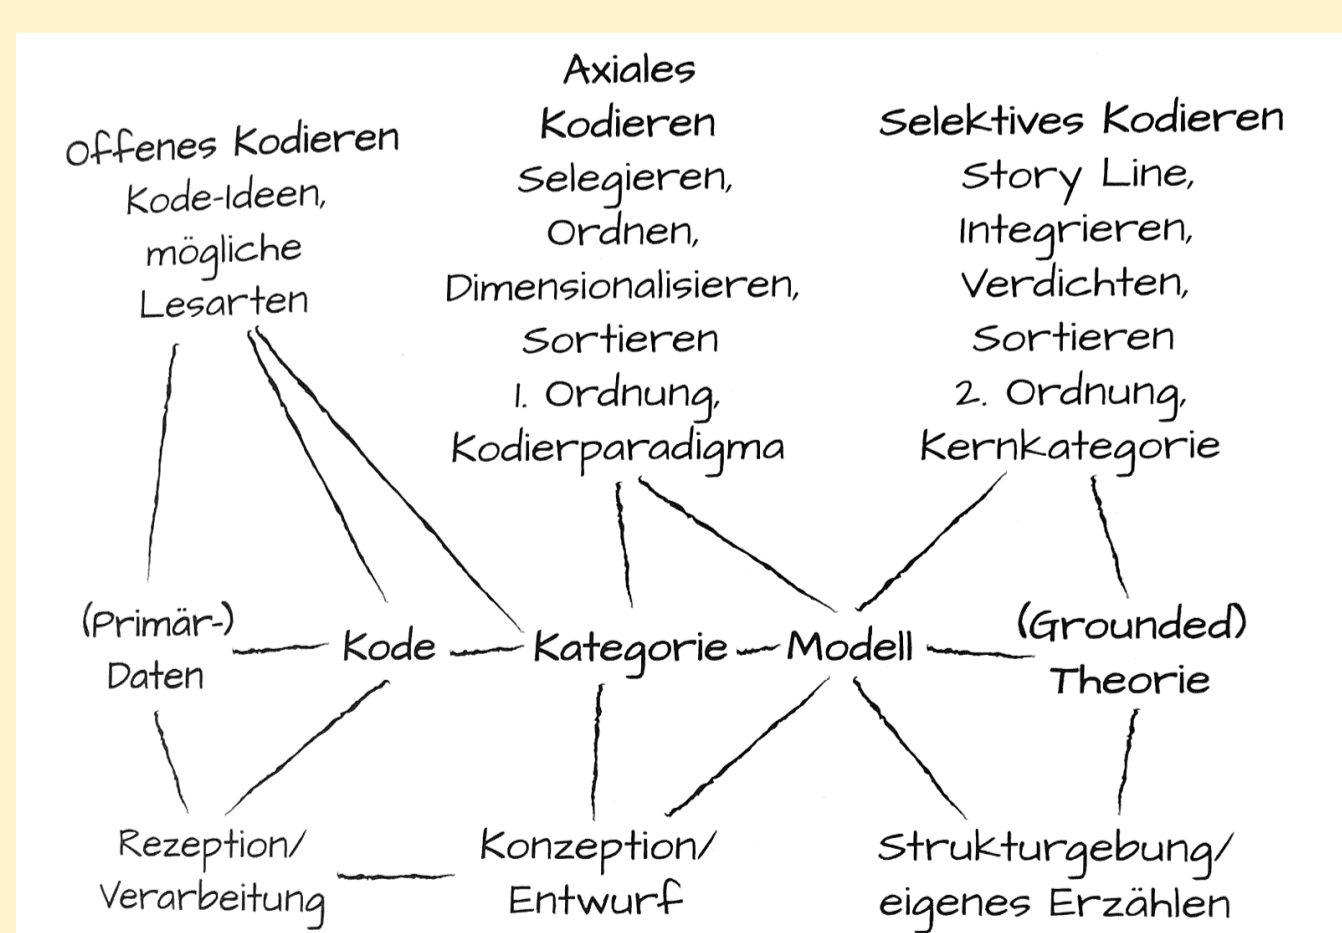 offenes Kodieren
Kode-Ideen,
mögliche
Lesarten
Axiales
Kodieren
Selegieren,
Ordnen,
Dimensionalisieren,
Sortieren
1. Ordnung,
Kodierparadigma
Selektives Kodieren
Story Line,
Integrieren,
Verdichten,
Sortieren
2. Ordnung,
Kernkategorie
(Primär-)
Daten
Kode
Kategorie
Modell
(Grounded)
Theorie
Rezeption/
Verarbeitung
Konzeption/
Entwurf
Strukturgebung/
eigenes Erzählen